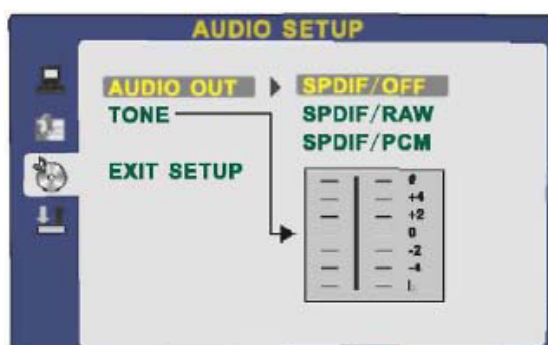 AUDIO SETUP
AUDIO OUT SPDIF/OFF
TONE SPDIF/RAW
SPDIF/PCM
EXIT SETUP
+4
+2
0
-2
-4